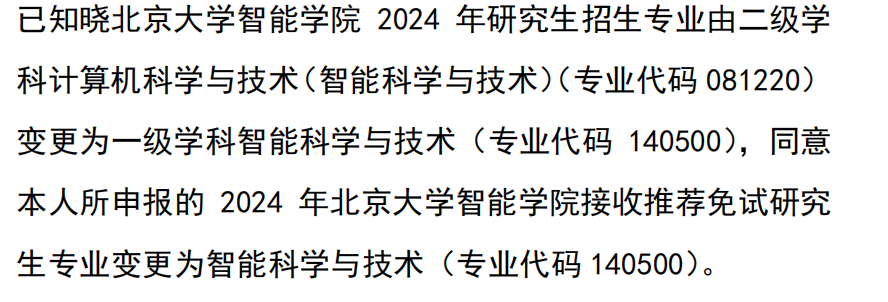 已知晓北京大学智能学院 2024 年研究生招生专业由二级学
科计算机科学与技术（智能科学与技术）（专业代码 081220）
变更为一级学科智能科学与技术（专业代码 140500），同意
本人所申报的 2024 年北京大学智能学院接收推荐免试研究
生专业变更为智能科学与技术（专业代码 140500）。